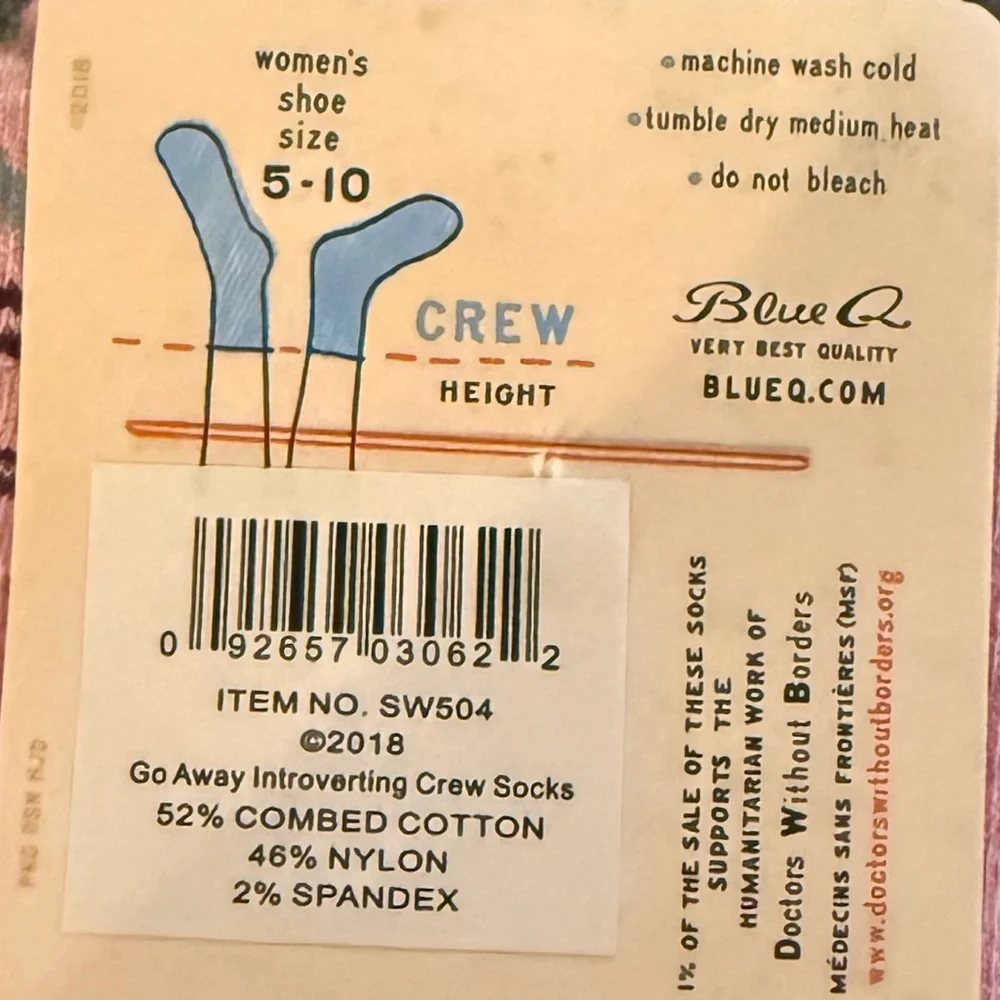 ©2018
women's
shoe
size
5-10
CREW
HEIGHT
• machine wash cold
• tumble dry medium heat
• do not bleach
Blue Q
VERY BEST QUALITY
BLUEQ.COM
0 92657 03062 2
ITEM NO. SW504
©2018
Go Away Introverting Crew Socks
52% COMBED COTTON
46% NYLON
2% SPANDEX
1% OF THE SALE OF THESE SOCKS
SUPPORTS THE
HUMANITARIAN WORK OF
Doctors Without Borders
MÉDECINS SANS FRONTIÈRES (MSF)
www.doctorswithoutborders.org